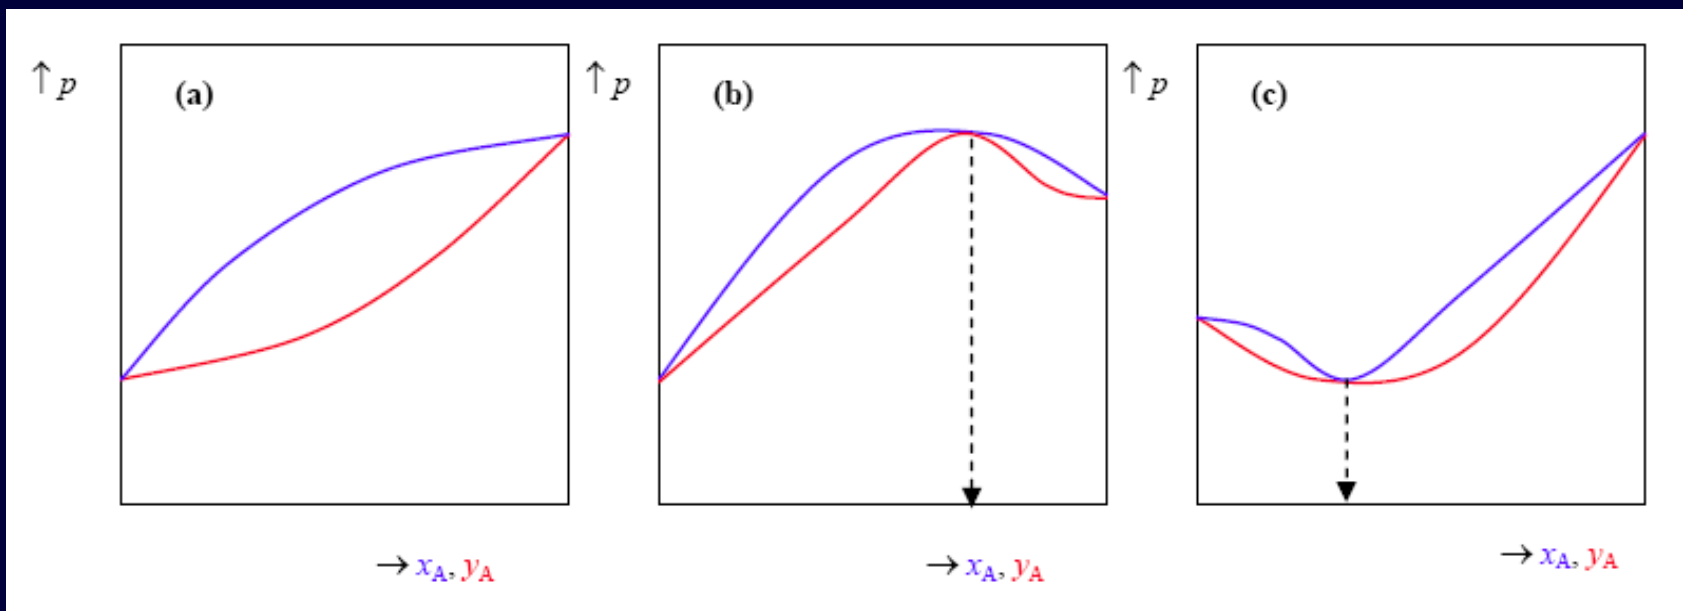 ↑ p (a)
↑ p (b)
↑ p (c)
→ xA, yA
→ xA, yA
→ xA, yA